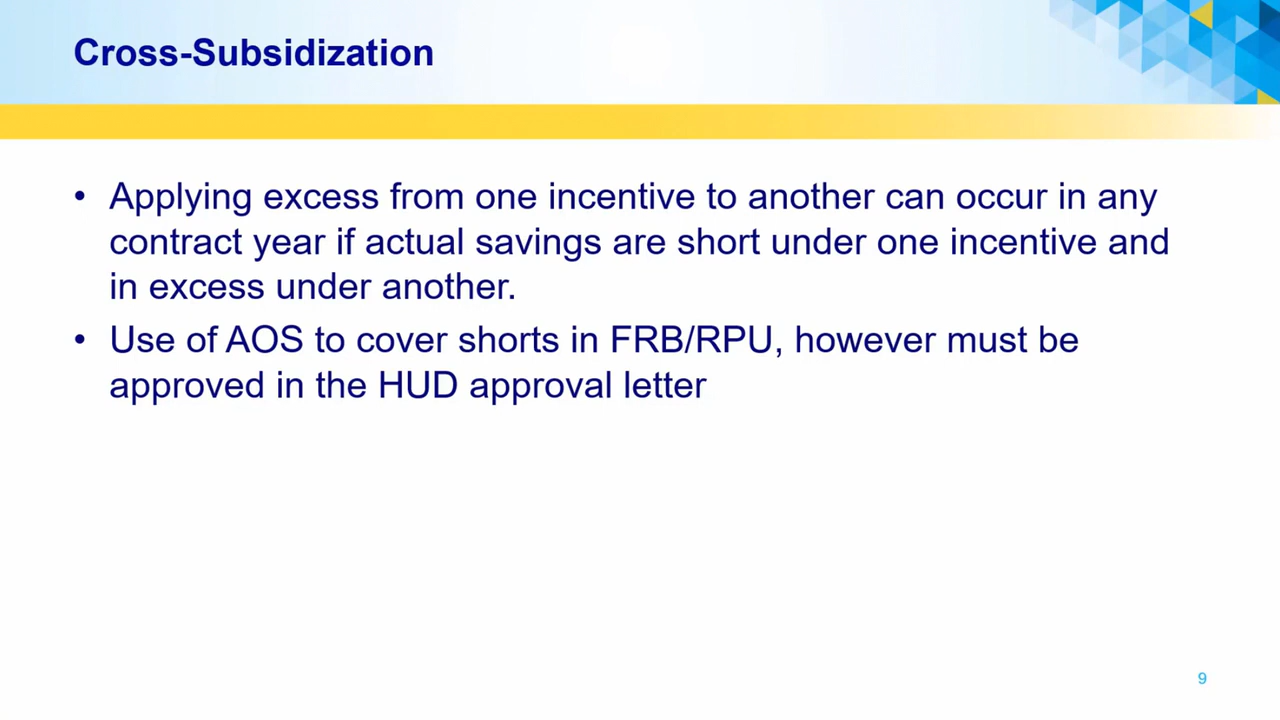 Cross-Subsidization
• Applying excess from one incentive to another can occur in any
contract year if actual savings are short under one incentive and
in excess under another.
• Use of AOS to cover shorts in FRB/RPU, however must be
approved in the HUD approval letter
9